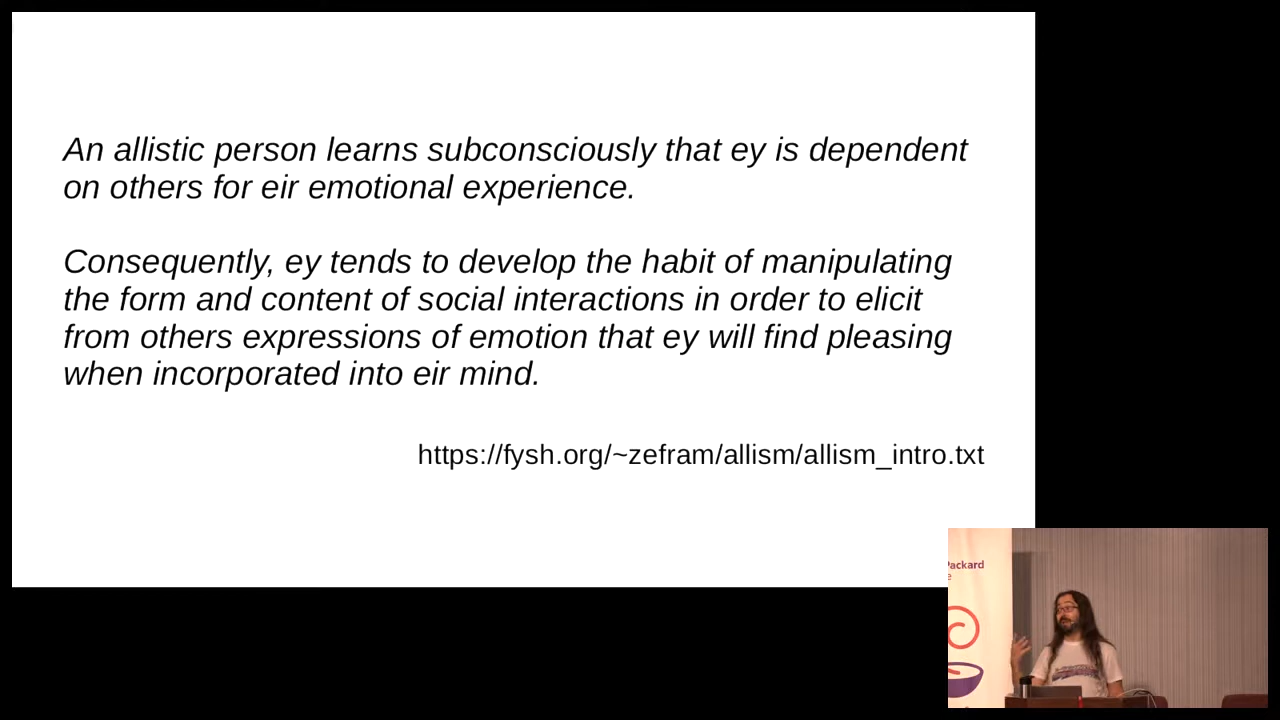 An allistic person learns subconsciously that ey is dependent
on others for eir emotional experience.
Consequently, ey tends to develop the habit of manipulating
the form and content of social interactions in order to elicit
from others expressions of emotion that ey will find pleasing
when incorporated into eir mind.
https://fysh.org/~zefram/allism/allism_intro.txt
Packard
e